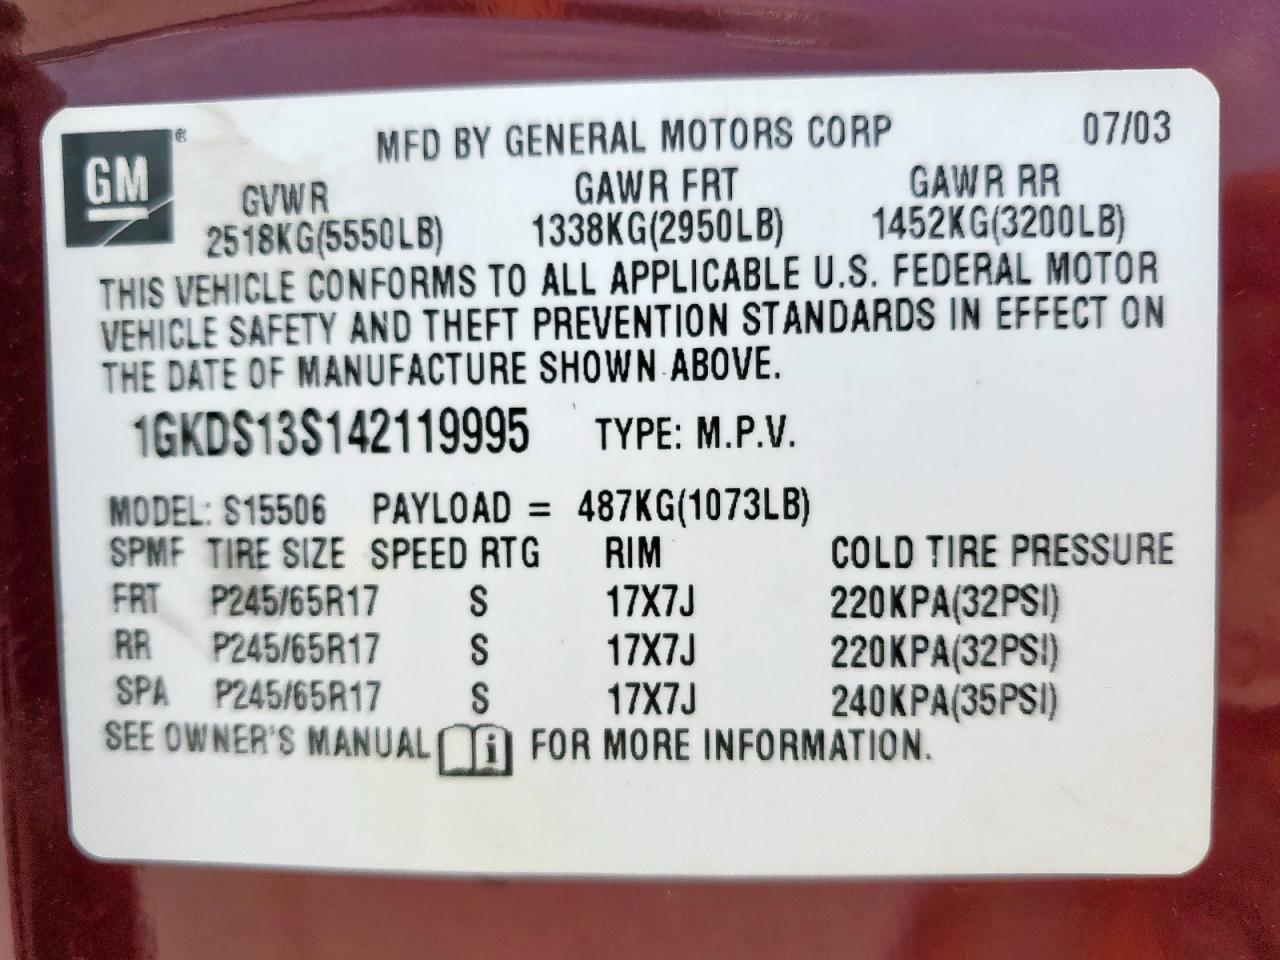 GM®
MFD BY GENERAL MOTORS CORP 07/03
GVWR GAWR FRT GAWR RR
2518KG(5550LB) 1338KG(2950LB) 1452KG(3200LB)
THIS VEHICLE CONFORMS TO ALL APPLICABLE U.S. FEDERAL MOTOR
VEHICLE SAFETY AND THEFT PREVENTION STANDARDS IN EFFECT ON
THE DATE OF MANUFACTURE SHOWN ABOVE.
1GKDS13S142119995 TYPE: M.P.V.
MODEL: S15506 PAYLOAD = 487KG(1073LB)
SPMF TIRE SIZE SPEED RTG RIM COLD TIRE PRESSURE
FRT P245/65R17 S 17X7J 220KPA(32PSI)
RR P245/65R17 S 17X7J 220KPA(32PSI)
SPA P245/65R17 S 17X7J 240KPA(35PSI)
SEE OWNER'S MANUAL i FOR MORE INFORMATION.